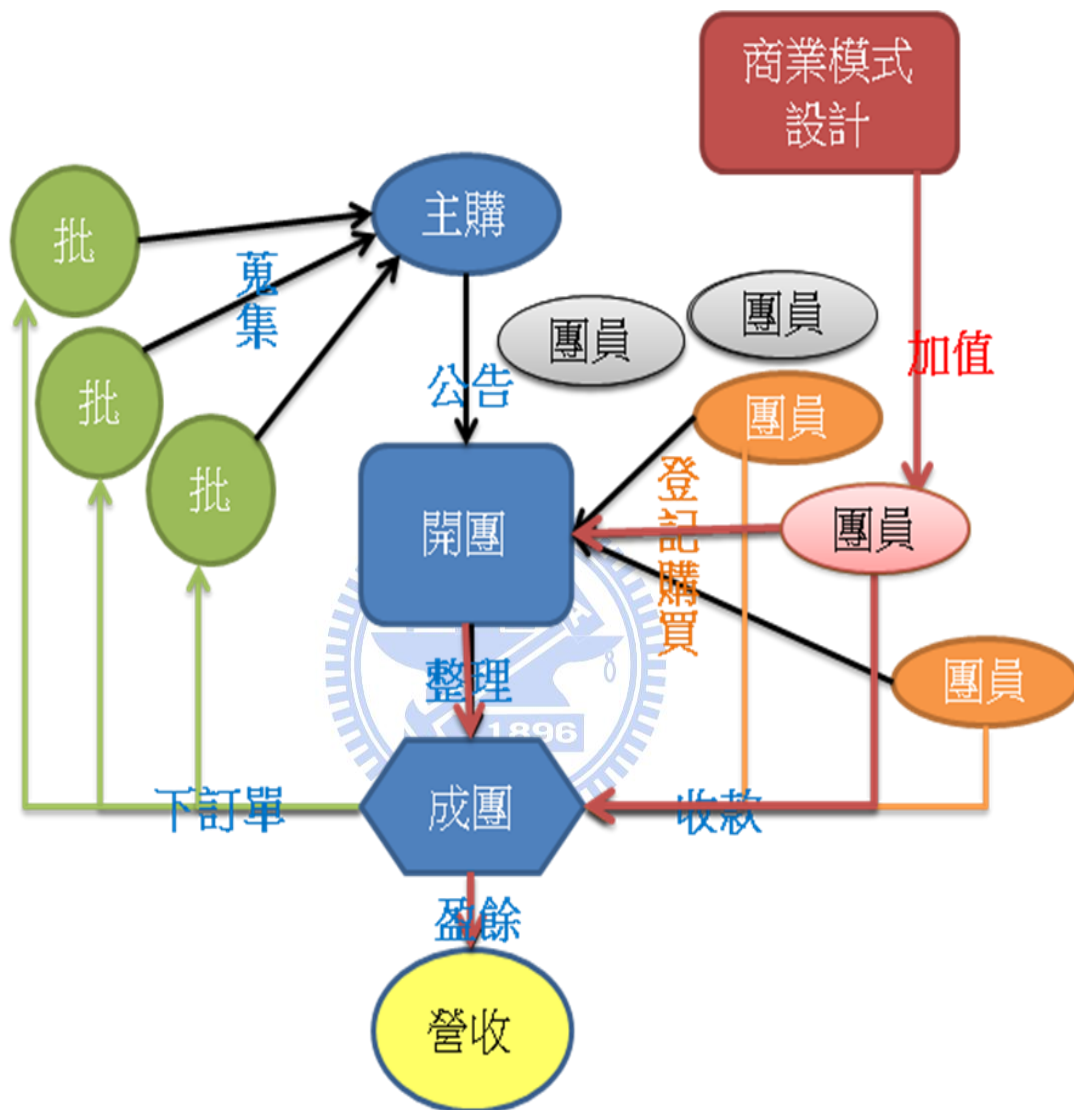 商業模式
設計
主購
批
蒐集
團員
團員
加值
批
公告
團員
批
登記購買
開團
團員
整理
團員
8
1896
下訂單
成團
收款
盈餘
營收